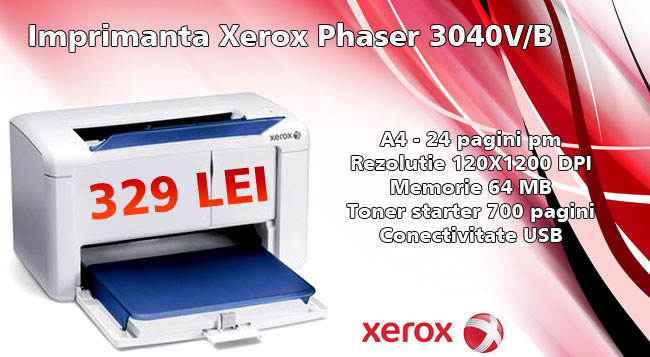 Imprimanta Xerox Phaser 3040V/B
xerox
329 LEI
A4 - 24 pagini pm
Rezolutie 120X1200 DPI
Memorie 64 MB
Toner starter 700 pagini
Conectivitate USB
xerox